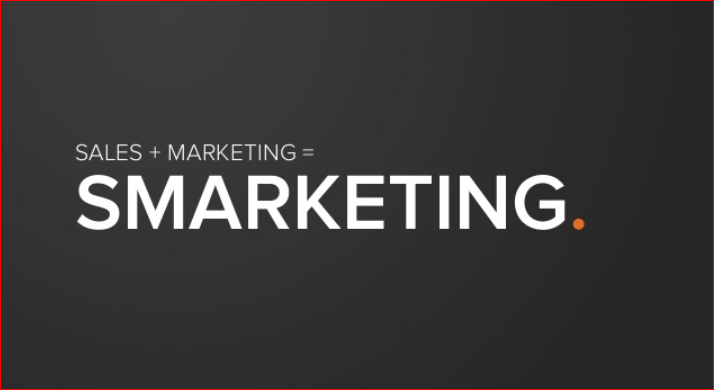 SALES + MARKETING =
SMARKETING.